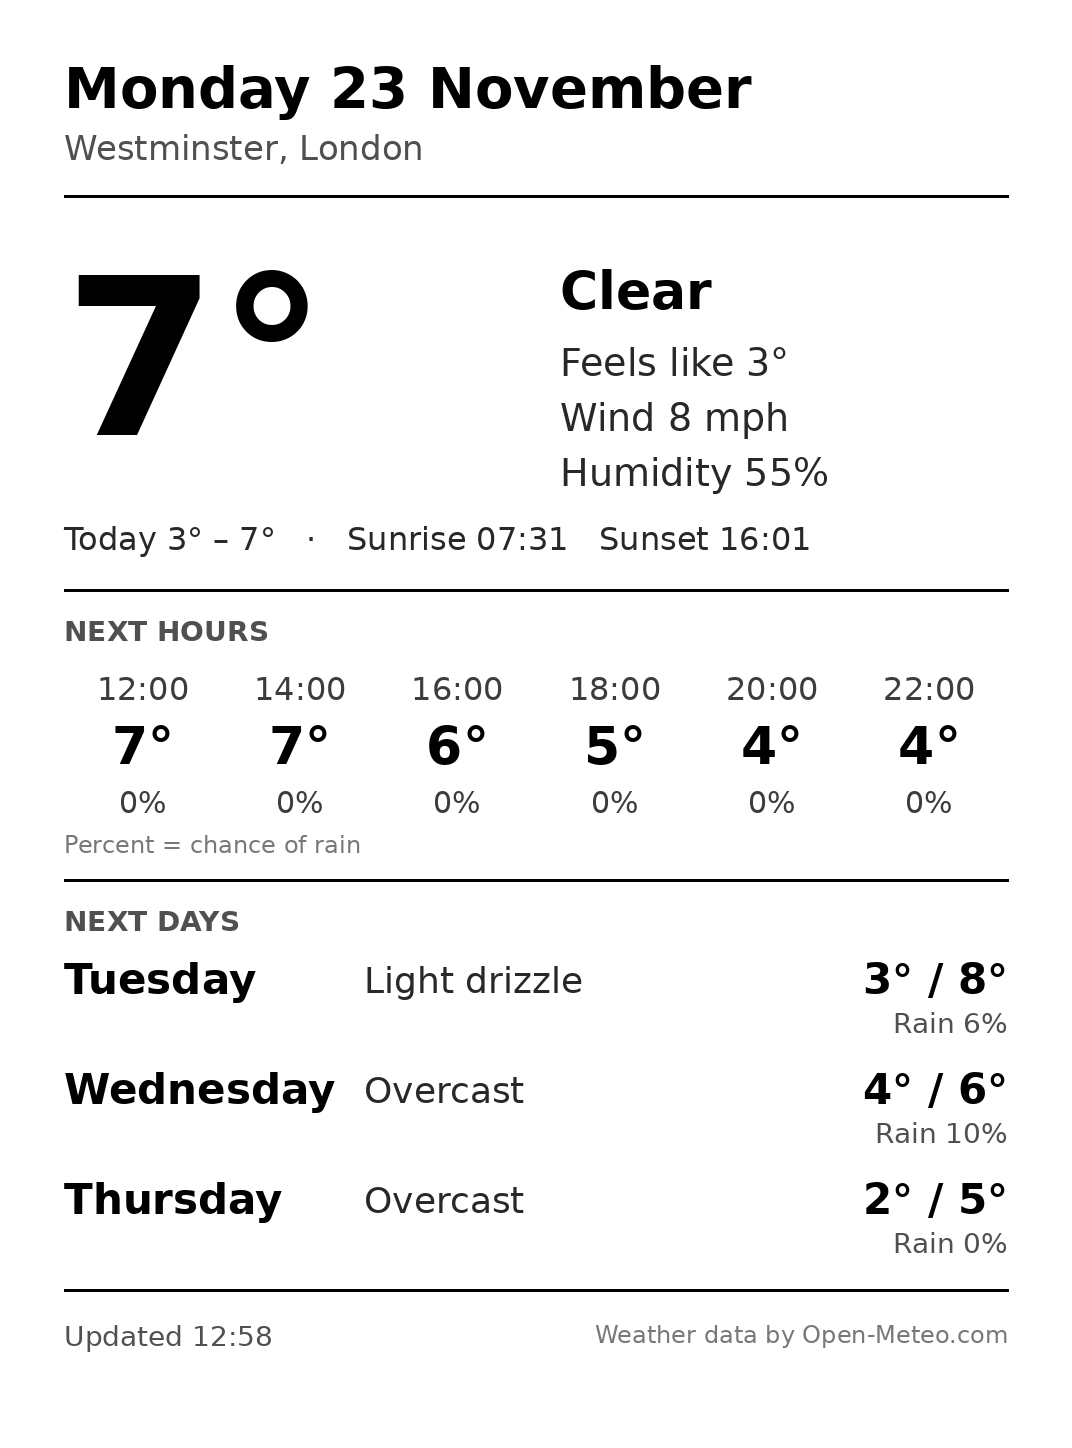 Monday 23 November
Westminster, London
7°
Clear
Feels like 3°
Wind 8 mph
Humidity 55%
Today 3° – 7° · Sunrise 07:31 Sunset 16:01
NEXT HOURS
12:00 14:00 16:00 18:00 20:00 22:00
7° 7° 6° 5° 4° 4°
0% 0% 0% 0% 0% 0%
Percent = chance of rain
NEXT DAYS
Tuesday Light drizzle 3° / 8°
Rain 6%
Wednesday Overcast 4° / 6°
Rain 10%
Thursday Overcast 2° / 5°
Rain 0%
Updated 12:58 Weather data by Open-Meteo.com